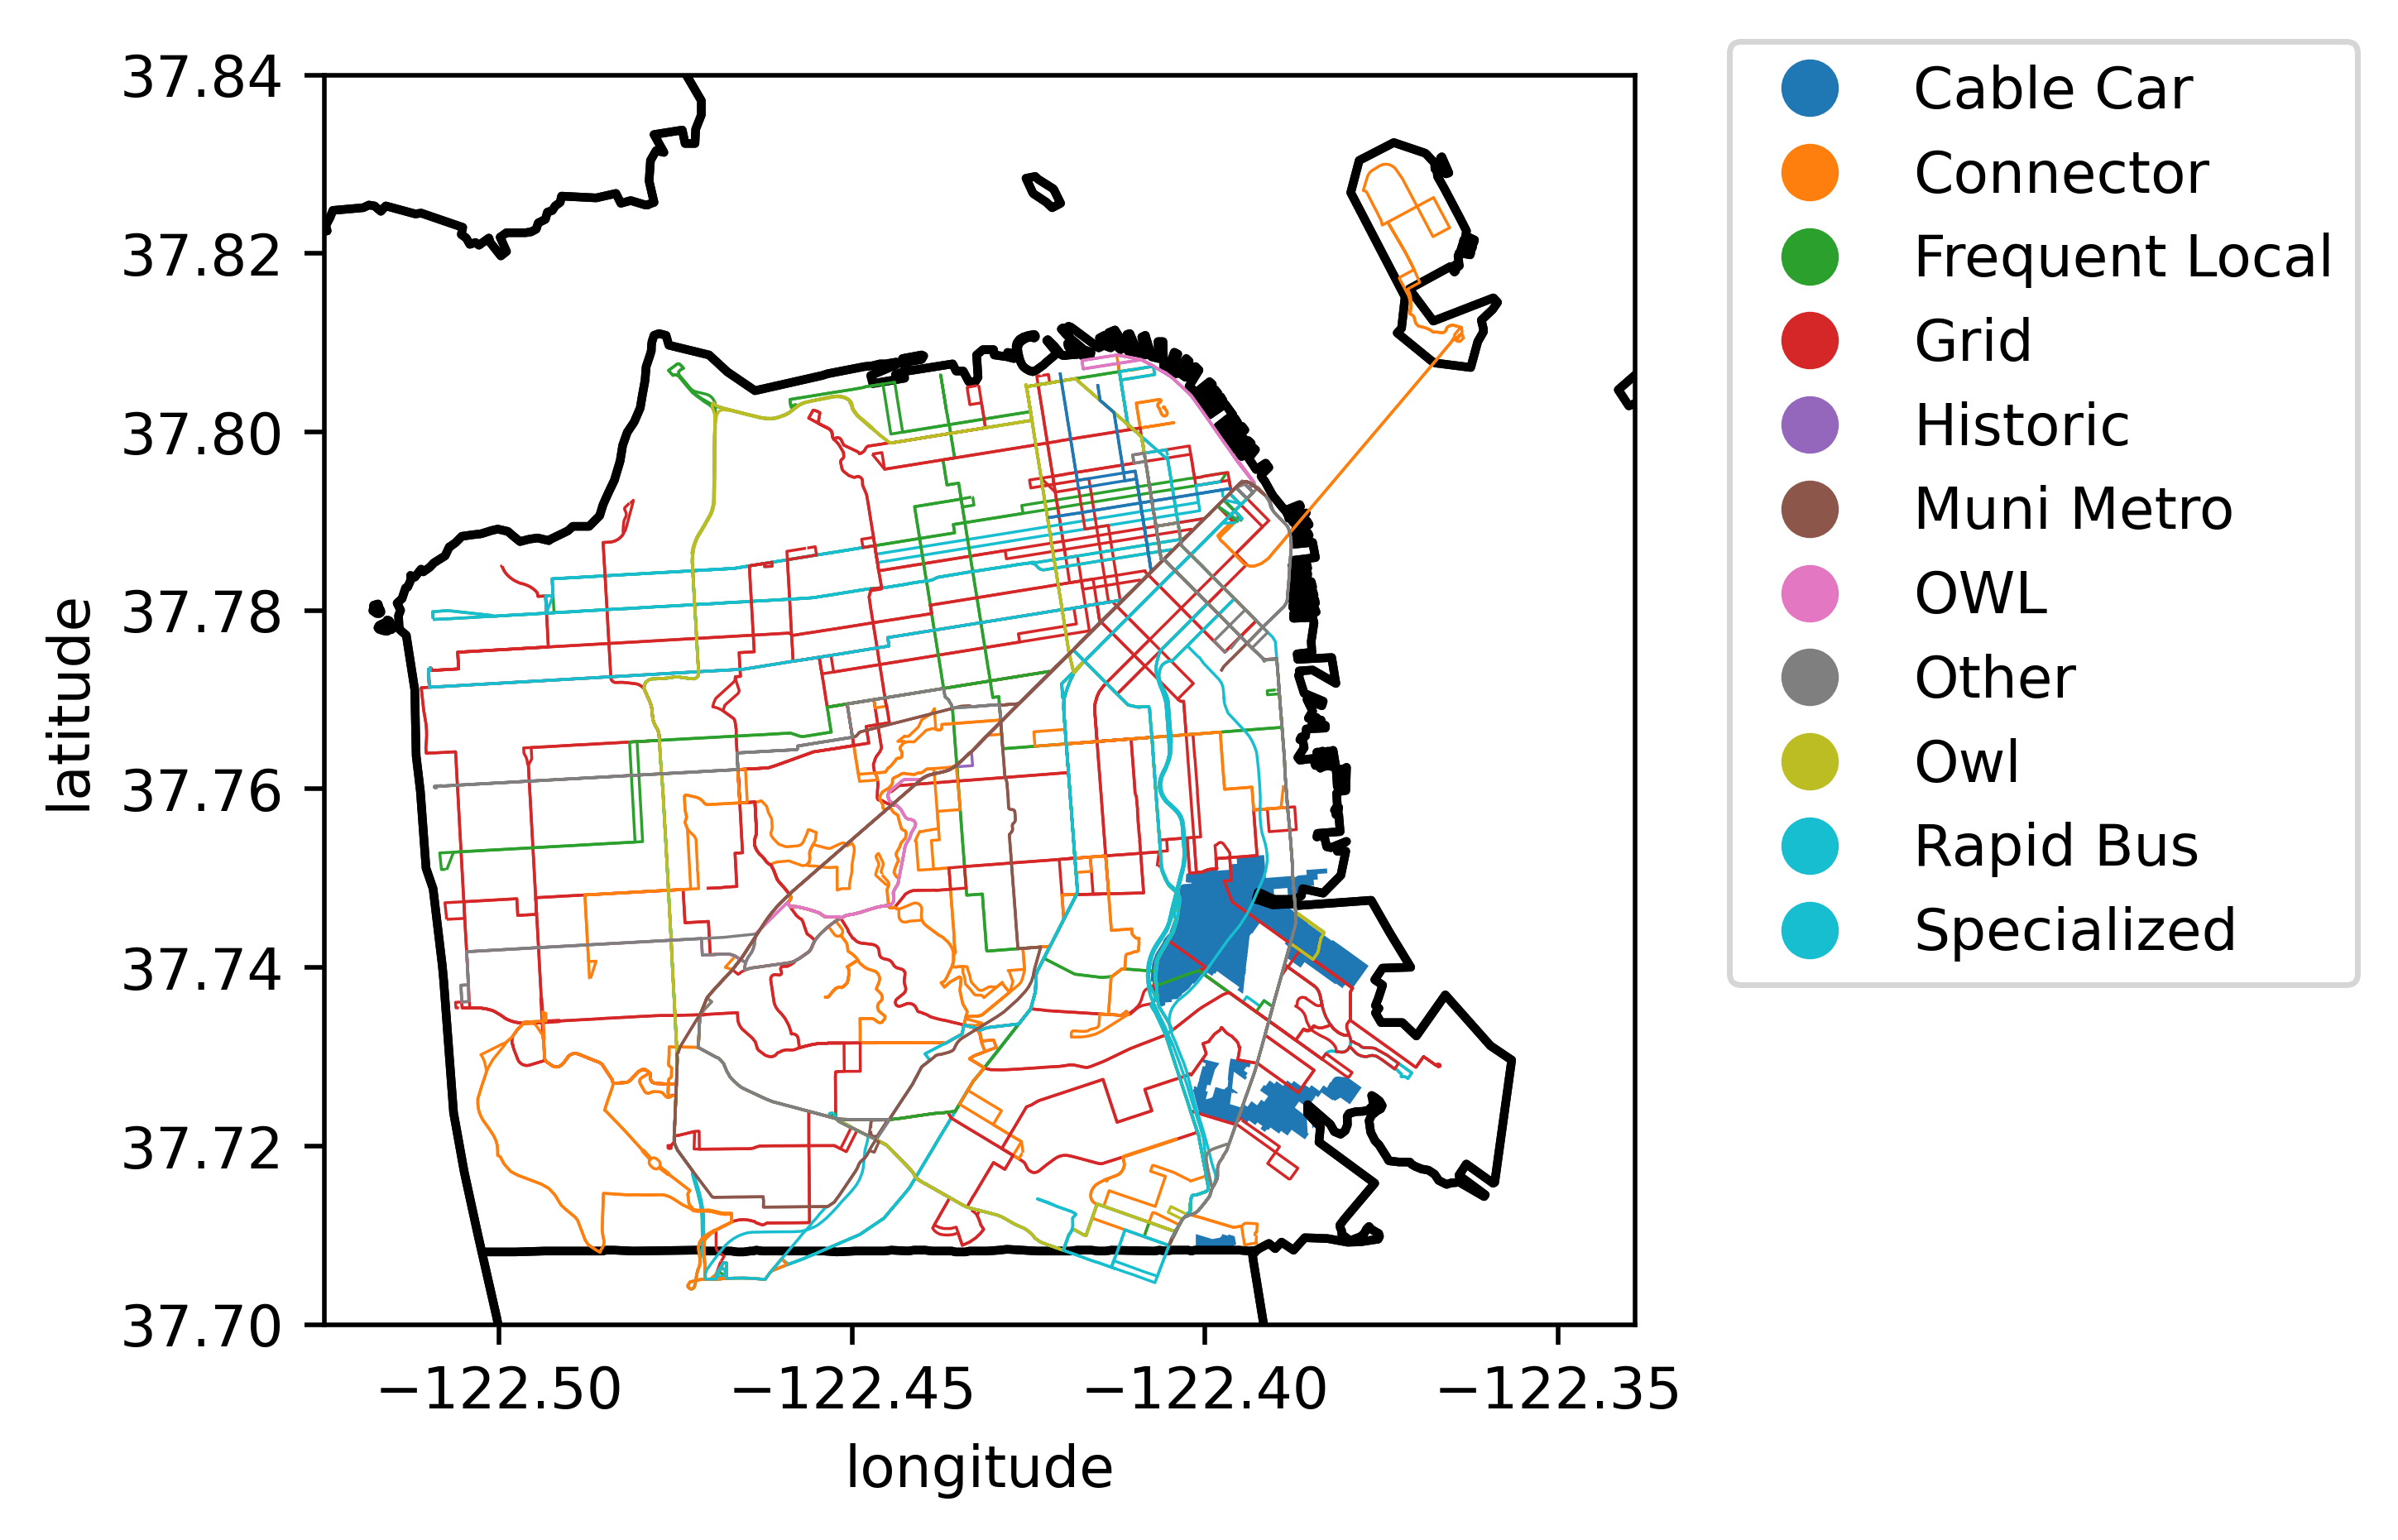 37.84
37.82
37.80
37.78
37.76
37.74
37.72
37.70
latitude
−122.50
−122.45
−122.40
−122.35
longitude
Cable Car
Connector
Frequent Local
Grid
Historic
Muni Metro
OWL
Other
Owl
Rapid Bus
Specialized